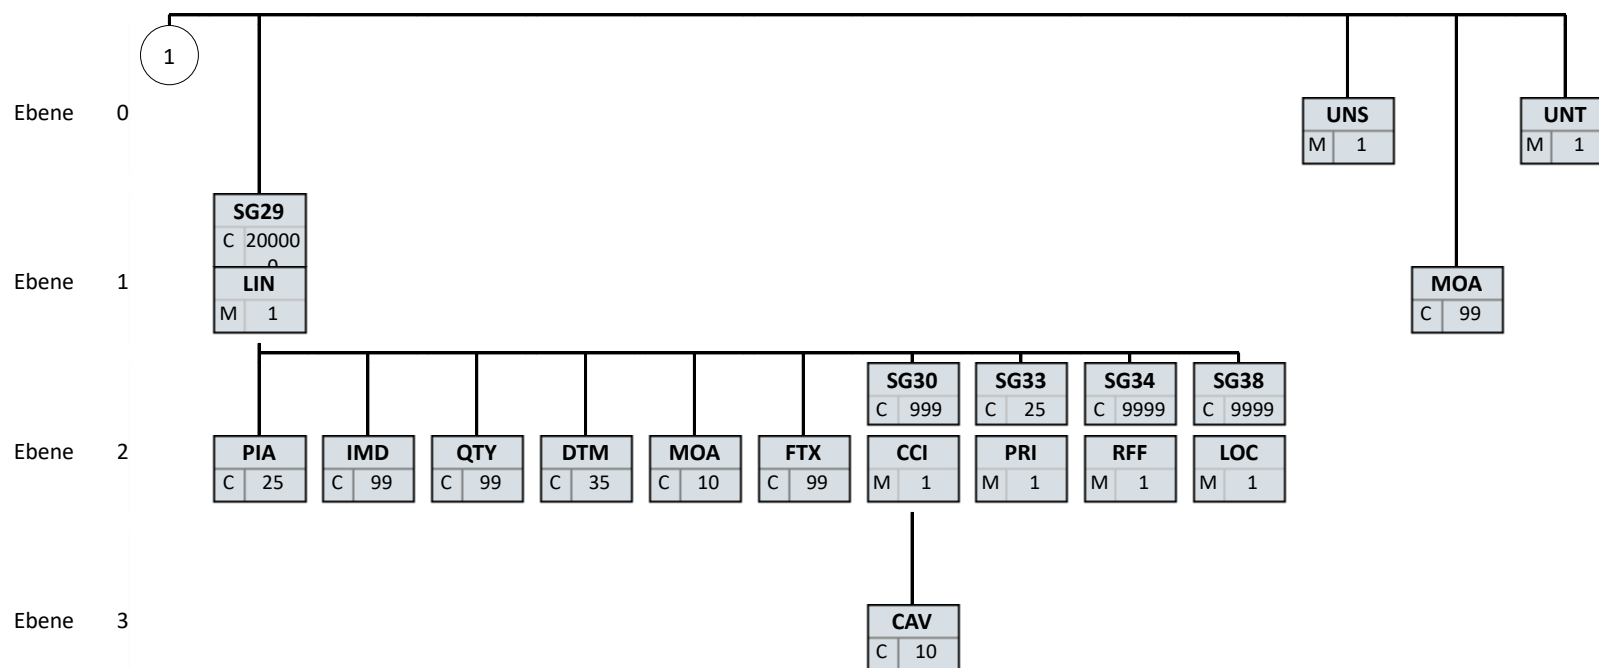 1
Ebene 0
UNS UNT
M 1 M 1
SG29
C 20000
0
Ebene 1
LIN MOA
M 1 C 99
SG30 SG33 SG34 SG38
C 999 C 25 C 9999 C 9999
Ebene 2
PIA IMD QTY DTM MOA FTX CCI PRI RFF LOC
C 25 C 99 C 99 C 35 C 10 C 99 M 1 M 1 M 1 M 1
Ebene 3
CAV
C 10